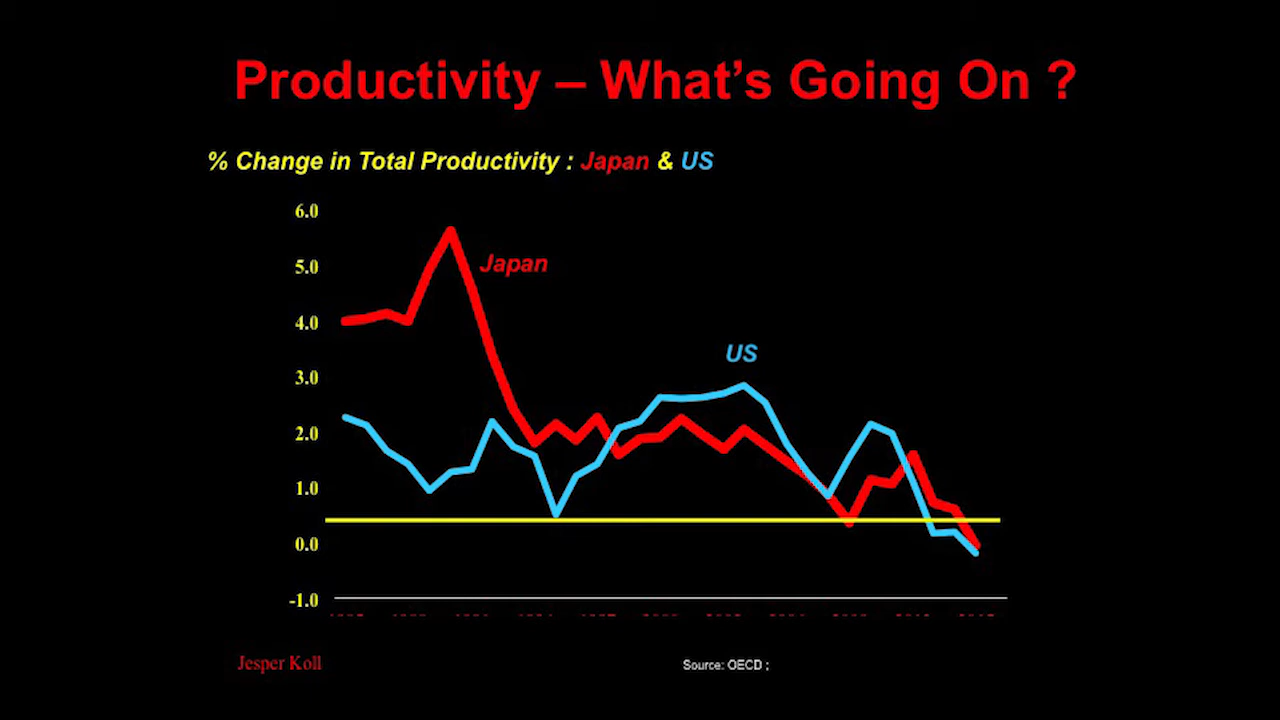 Productivity – What's Going On ?
% Change in Total Productivity : Japan & US
6.0
5.0
4.0
3.0
2.0
1.0
0.0
-1.0
Japan
US
Jesper Koll
Source: OECD ;